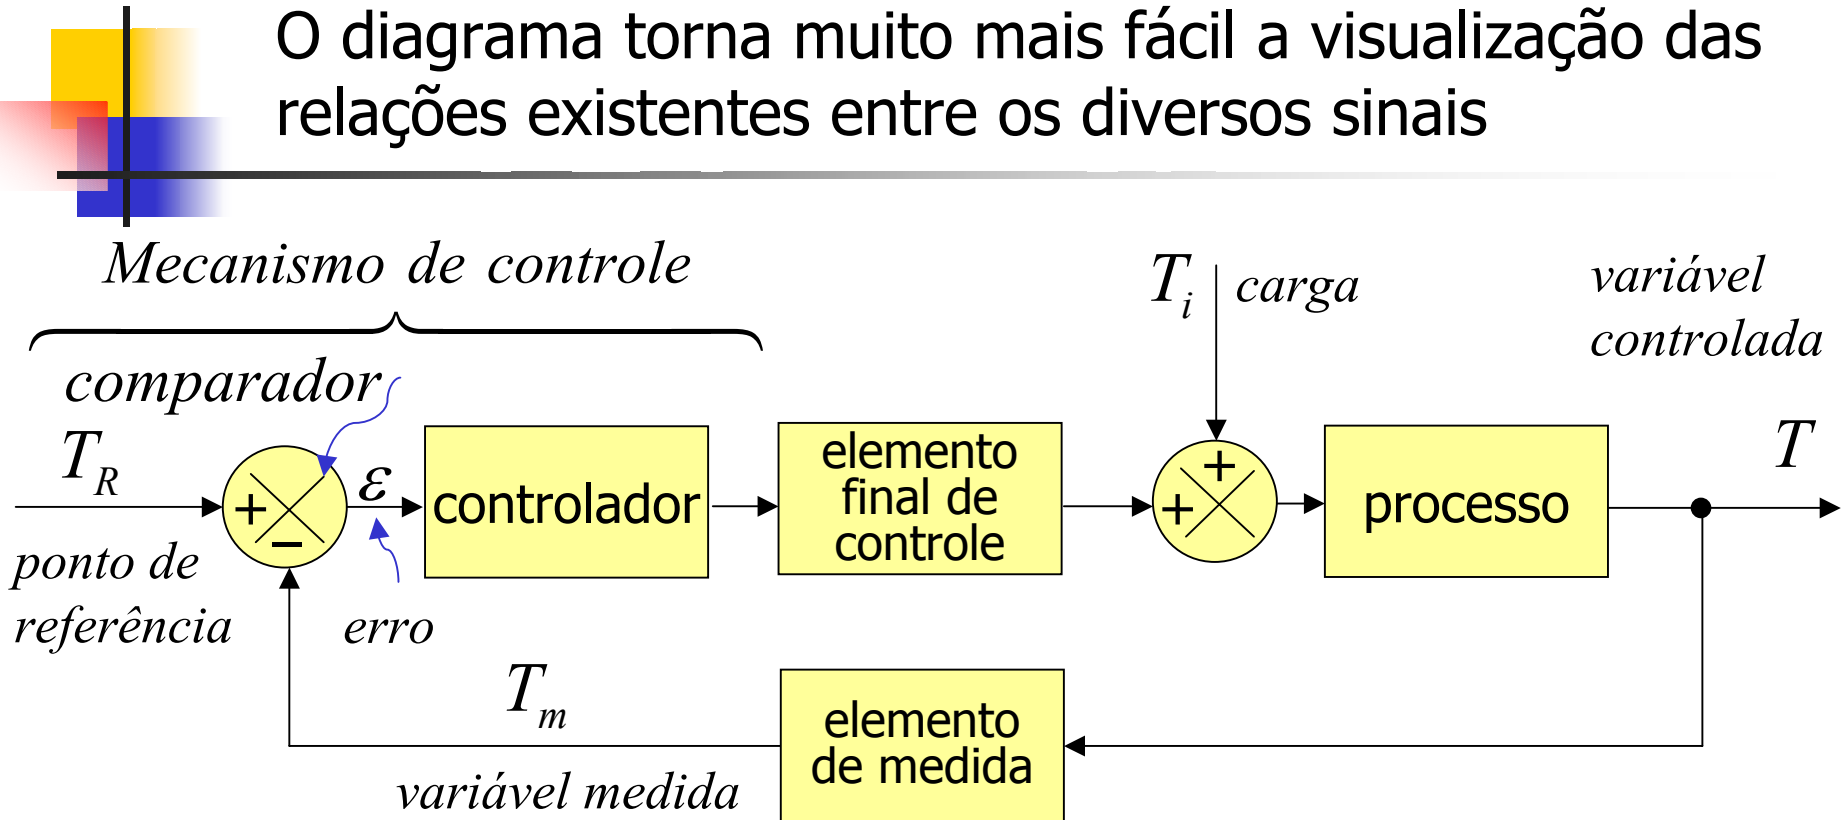 O diagrama torna muito mais fácil a visualização das
relações existentes entre os diversos sinais
Mecanismo de controle
T_i carga
variável
controlada
comparador
T_R
ε
controlador
elemento
final de
controle
processo
T
+
−
+
+
ponto de
referência
erro
T_m
elemento
de medida
variável medida